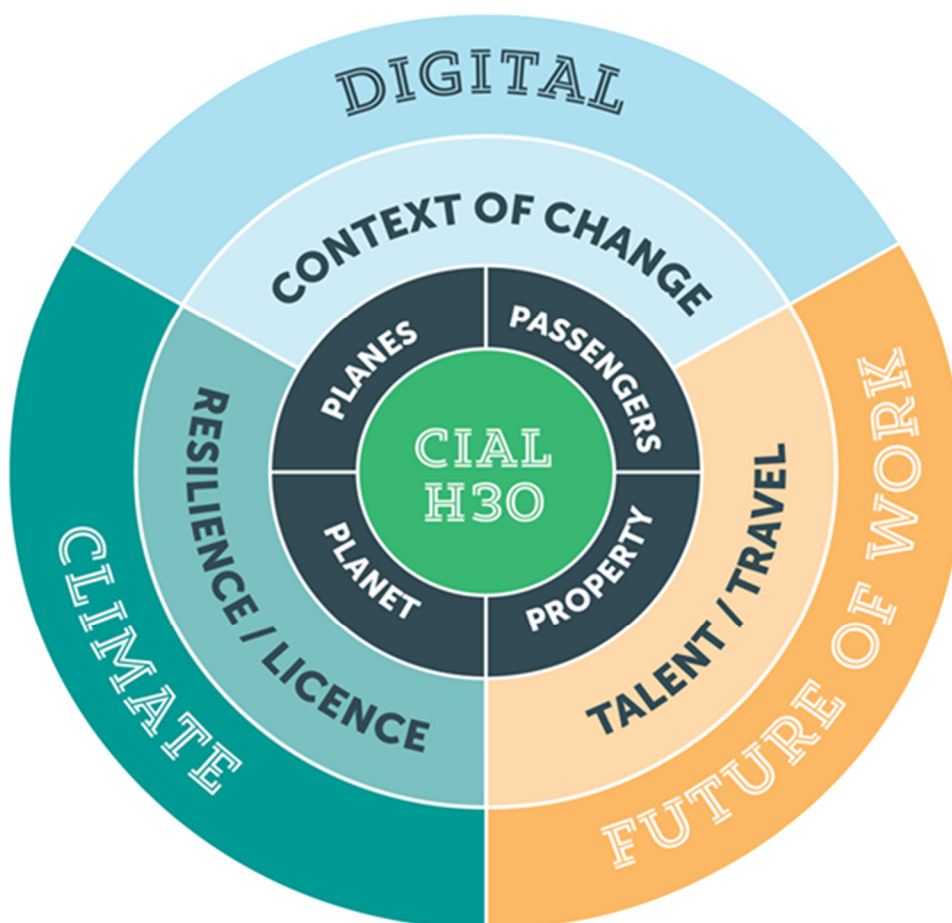 DIGITAL
CONTEXT OF CHANGE
PLANES
PASSENGERS
CIAL
H30
PLANET
PROPERTY
RESILIENCE / LICENCE
TALENT / TRAVEL
CLIMATE
FUTURE OF WORK